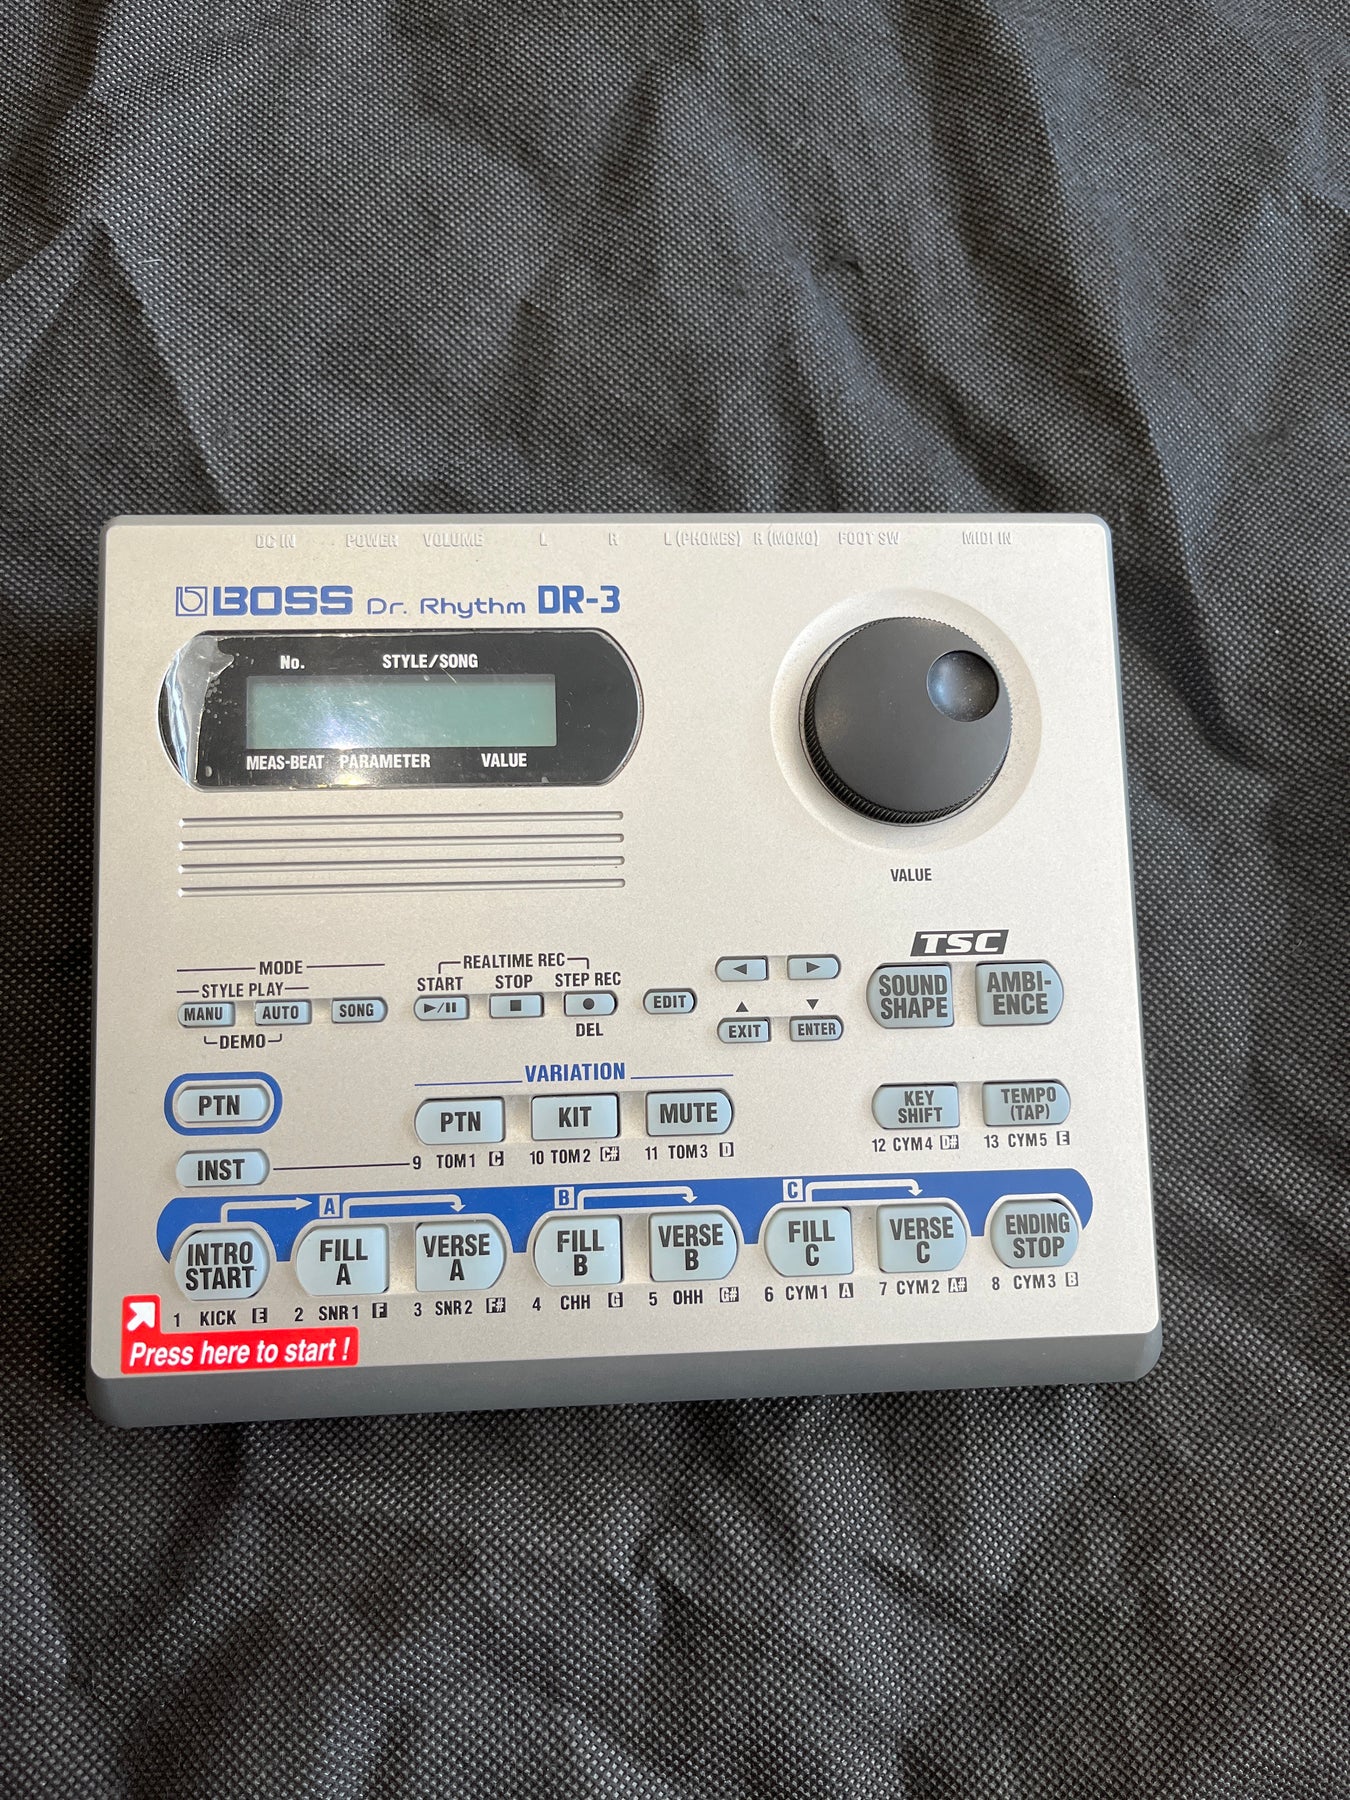 DC IN POWER VOLUME L R L (PHONES) R (MONO) FOOT SW MIDI IN
BOSS Dr. Rhythm DR-3
No. STYLE/SONG
MEAS-BEAT PARAMETER VALUE
VALUE
TSC
SOUND SHAPE
AMBI-ENCE
MODE
STYLE PLAY
MANU AUTO SONG
DEMO
REALTIME REC
START STOP STEP REC
DEL
EDIT
EXIT ENTER
PTN
INST
VARIATION
PTN KIT MUTE
9 TOM1 C 10 TOM2 C# 11 TOM3 D
KEY SHIFT
TEMPO (TAP)
12 CYM4 D# 13 CYM5 E
A B C
INTRO START
FILL A
VERSE A
FILL B
VERSE B
FILL C
VERSE C
ENDING STOP
1 KICK E 2 SNR1 F 3 SNR2 F# 4 CHH G 5 OHH G# 6 CYM1 A 7 CYM2 A# 8 CYM3 B
Press here to start !